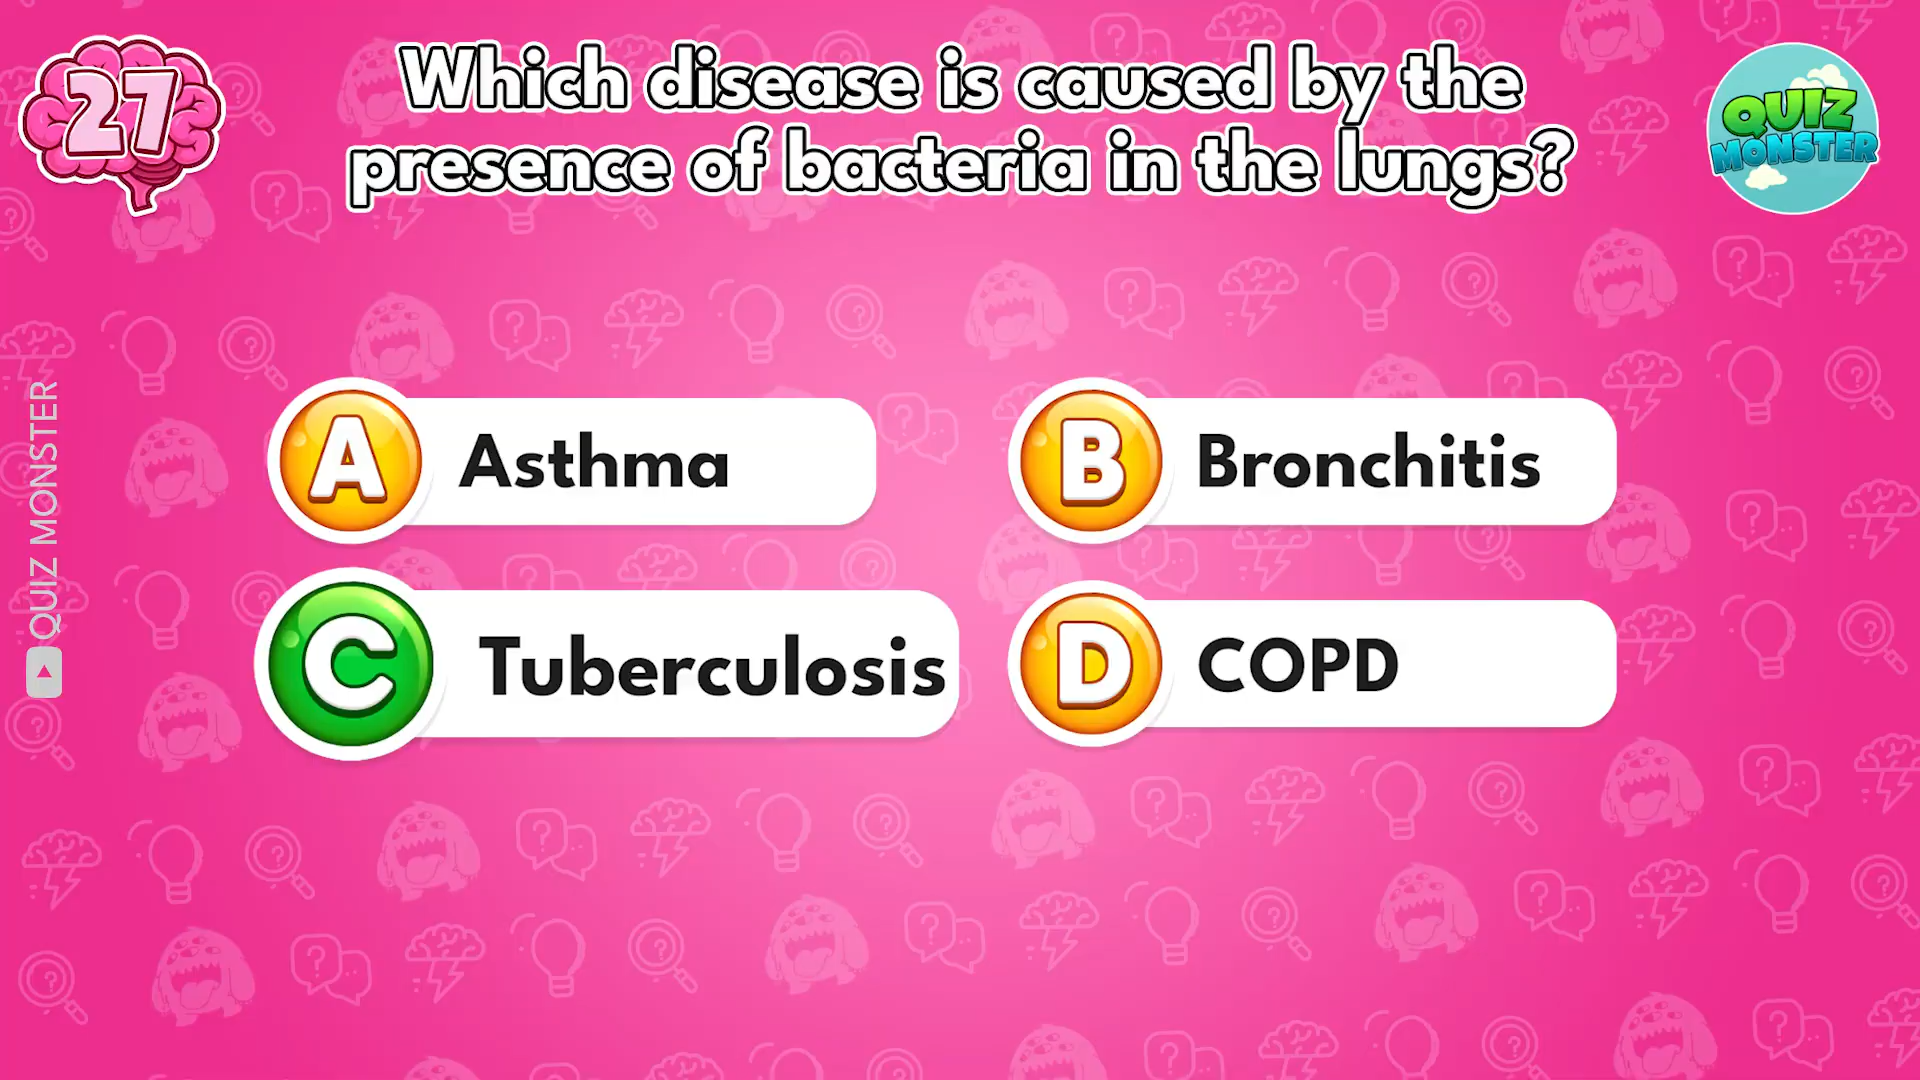 27
Which disease is caused by the
presence of bacteria in the lungs?
QUIZ
MONSTER
A Asthma
B Bronchitis
C Tuberculosis
D COPD
QUIZ MONSTER